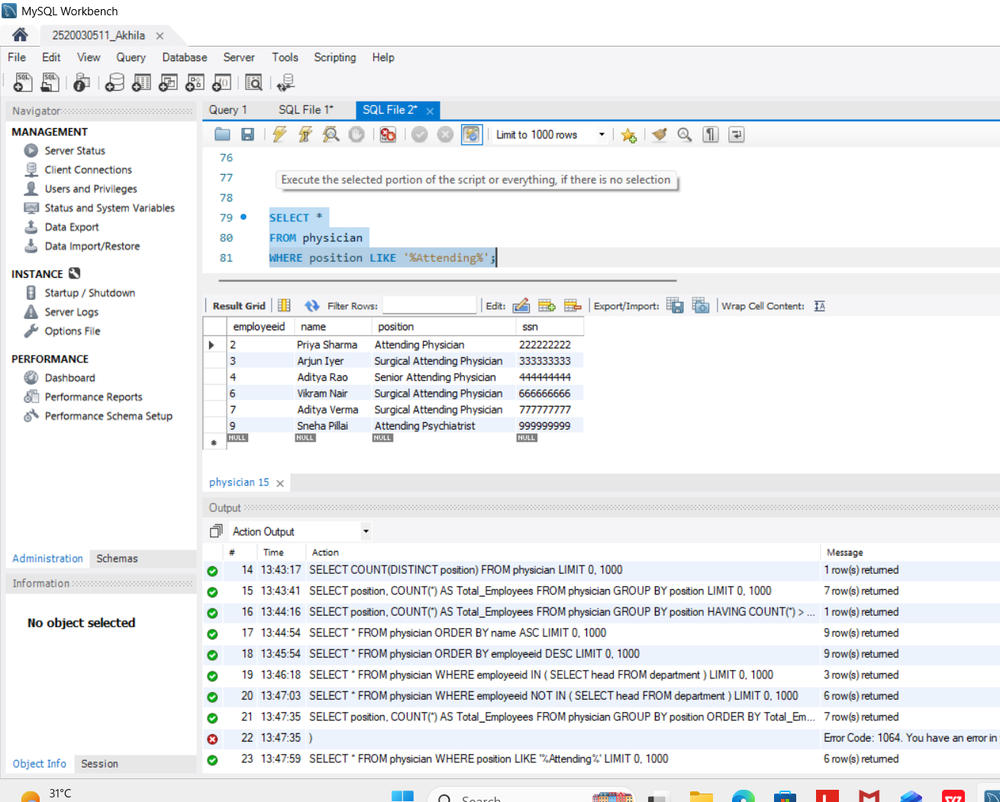 MySQL Workbench
2520030511_Akhila
File Edit View Query Database Server Tools Scripting Help
Navigator
MANAGEMENT
Server Status
Client Connections
Users and Privileges
Status and System Variables
Data Export
Data Import/Restore
INSTANCE
Startup / Shutdown
Server Logs
Options File
PERFORMANCE
Dashboard
Performance Reports
Performance Schema Setup
Administration Schemas
Information
No object selected
Object Info Session
Query 1 SQL File 1* SQL File 2*
Limit to 1000 rows
76
77
Execute the selected portion of the script or everything, if there is no selection
78
79 SELECT *
80 FROM physician
81 WHERE position LIKE '%Attending%';
Result Grid Filter Rows: Edit: Export/Import: Wrap Cell Content:
employeeid name position ssn
2 Priya Sharma Attending Physician 222222222
3 Arjun Iyer Surgical Attending Physician 333333333
4 Aditya Rao Senior Attending Physician 444444444
6 Vikram Nair Surgical Attending Physician 666666666
7 Aditya Verma Surgical Attending Physician 777777777
9 Sneha Pillai Attending Psychiatrist 999999999
NULL NULL NULL NULL
physician 15
Output
Action Output
# Time Action Message
14 13:43:17 SELECT COUNT(DISTINCT position) FROM physician LIMIT 0, 1000 1 row(s) returned
15 13:43:41 SELECT position, COUNT(*) AS Total_Employees FROM physician GROUP BY position LIMIT 0, 1000 7 row(s) returned
16 13:44:16 SELECT position, COUNT(*) AS Total_Employees FROM physician GROUP BY position HAVING COUNT(*) > ... 1 row(s) returned
17 13:44:54 SELECT * FROM physician ORDER BY name ASC LIMIT 0, 1000 9 row(s) returned
18 13:45:54 SELECT * FROM physician ORDER BY employeeid DESC LIMIT 0, 1000 9 row(s) returned
19 13:46:18 SELECT * FROM physician WHERE employeeid IN ( SELECT head FROM department ) LIMIT 0, 1000 3 row(s) returned
20 13:47:03 SELECT * FROM physician WHERE employeeid NOT IN ( SELECT head FROM department ) LIMIT 0, 1000 6 row(s) returned
21 13:47:35 SELECT position, COUNT(*) AS Total_Employees FROM physician GROUP BY position ORDER BY Total_Em... 7 row(s) returned
22 13:47:35 ) Error Code: 1064. You have an error in
23 13:47:59 SELECT * FROM physician WHERE position LIKE '%Attending%' LIMIT 0, 1000 6 row(s) returned
31°C
Search